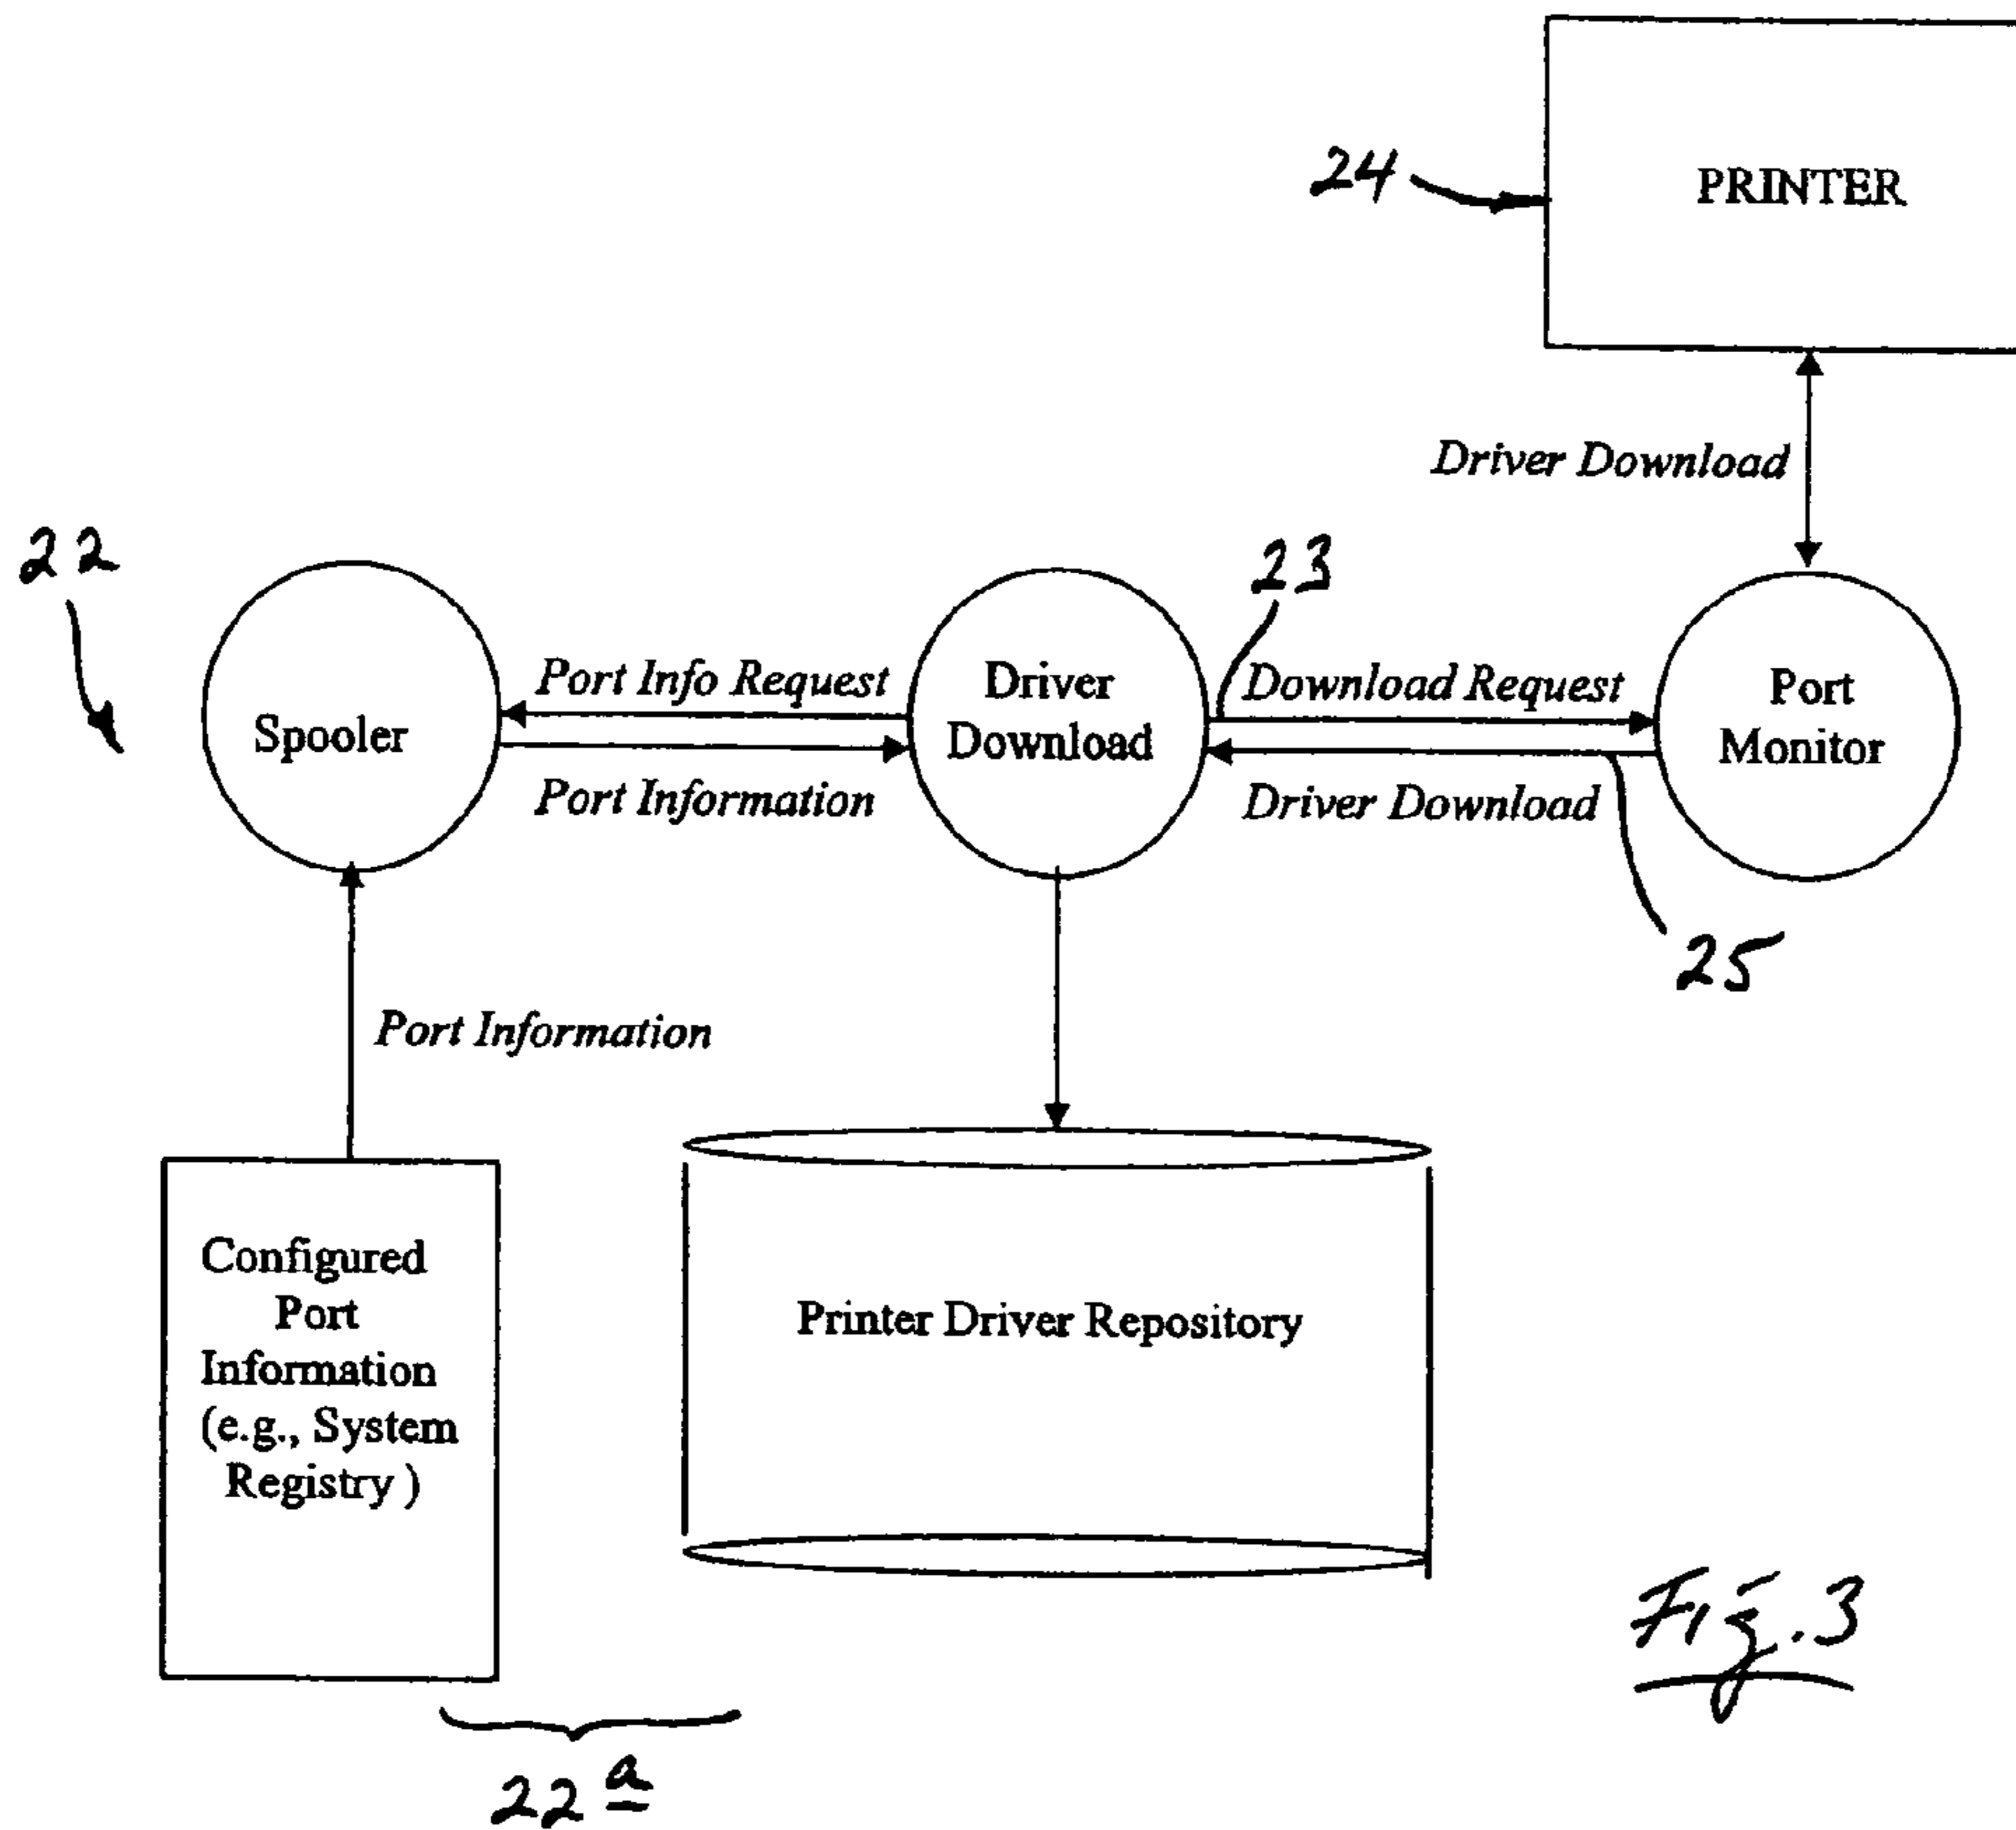 PRINTER
24
Driver Download
22
23
Spooler
Port Info Request
Port Information
Driver
Download
Download Request
Driver Download
Port
Monitor
25
Port Information
Configured
Port
Information
(e.g., System
Registry )
Printer Driver Repository
22 a
Fig. 3